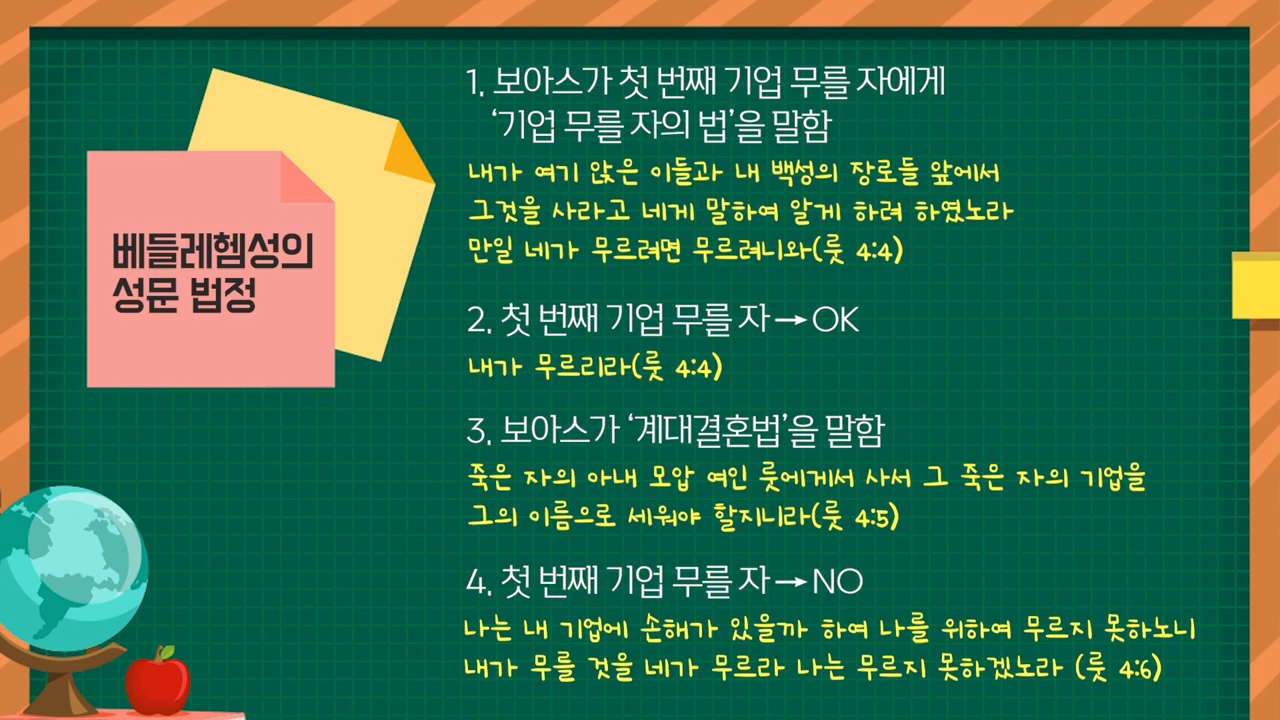 베들레헴성의
성문 법정
1. 보아스가 첫 번째 기업 무를 자에게
‘기업 무를 자의 법’을 말함
내가 여기 앉은 이들과 내 백성의 장로들 앞에서
그것을 사라고 네게 말하여 알게 하려 하였노라
만일 네가 무르려면 무르려니와(룻 4:4)
2. 첫 번째 기업 무를 자→OK
내가 무르리라(룻 4:4)
3. 보아스가 ‘계대결혼법’을 말함
죽은 자의 아내 모압 여인 룻에게서 사서 그 죽은 자의 기업을
그의 이름으로 세워야 할지니라(룻 4:5)
4. 첫 번째 기업 무를 자→NO
나는 내 기업에 손해가 있을까 하여 나를 위하여 무르지 못하노니
내가 무를 것을 네가 무르라 나는 무르지 못하겠노라 (룻 4:6)